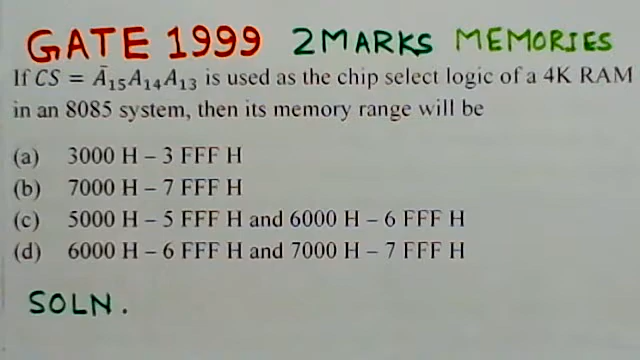 GATE 1999 2 MARKS MEMORIES
If CS = Ā₁₅A₁₄A₁₃ is used as the chip select logic of a 4K RAM
in an 8085 system, then its memory range will be
(a) 3000 H – 3 FFF H
(b) 7000 H – 7 FFF H
(c) 5000 H – 5 FFF H and 6000 H – 6 FFF H
(d) 6000 H – 6 FFF H and 7000 H – 7 FFF H
SOLN.